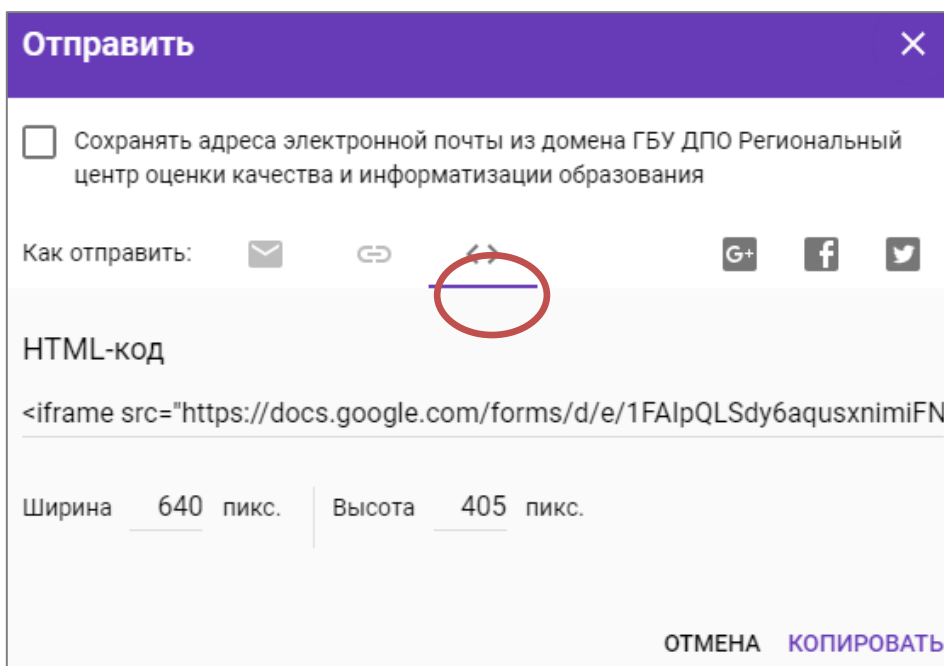 Отправить
Сохранять адреса электронной почты из домена ГБУ ДПО Региональный
центр оценки качества и информатизации образования
Как отправить: <> G+ f
HTML-код
<iframe src="https://docs.google.com/forms/d/e/1FAIpQLSdy6aqusxnimiFN
Ширина 640 пикс. Высота 405 пикс.
ОТМЕНА КОПИРОВАТЬ